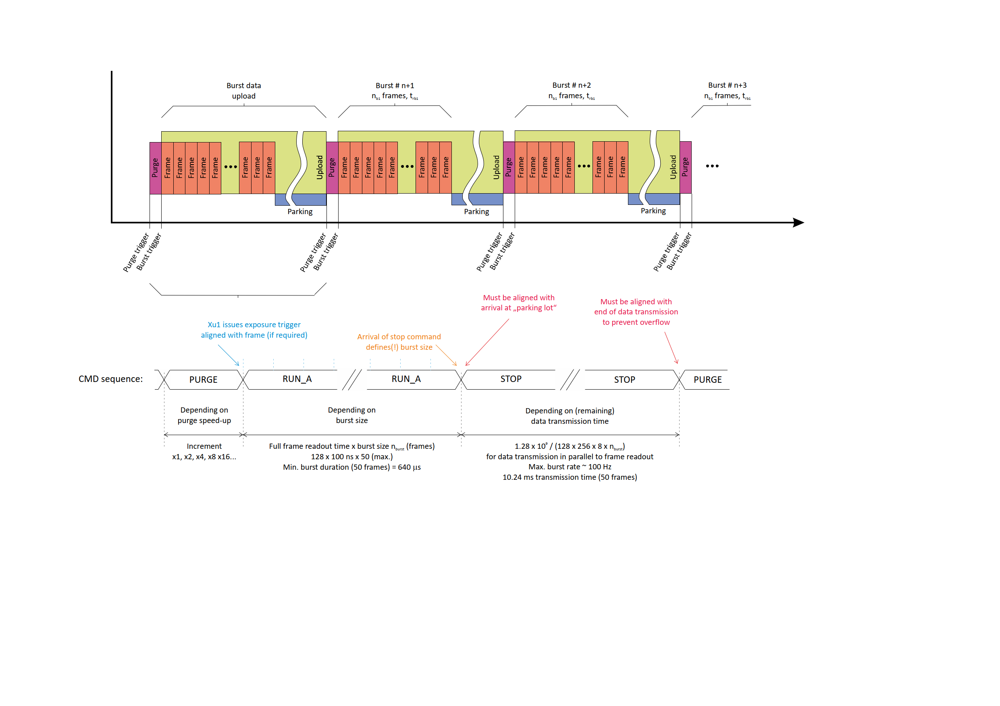 Burst data
upload
Burst # n+1
nb1 frames, trb1
Burst # n+2
nb1 frames, trb1
Burst # n+3
nb1 frames, trb1
Purge
Frame
Frame
Frame
Frame
Frame
•••
Frame
Frame
Frame
Upload
Purge
Frame
Frame
Frame
Frame
Frame
•••
Frame
Frame
Frame
Upload
Purge
Frame
Frame
Frame
Frame
Frame
•••
Frame
Frame
Frame
Upload
Purge
•••
Parking
Parking
Parking
Purge trigger
Burst trigger
Purge trigger
Burst trigger
Purge trigger
Burst trigger
Purge trigger
Burst trigger
Must be aligned with
arrival at „parking lot“
Must be aligned with
end of data transmission
to prevent overflow
Xu1 issues exposure trigger
aligned with frame (if required)
Arrival of stop command
defines(!) burst size
CMD sequence:
PURGE
RUN_A
RUN_A
STOP
STOP
PURGE
Depending on
purge speed-up
Depending on
burst size
Depending on (remaining)
data transmission time
Increment
x1, x2, x4, x8 x16...
Full frame readout time x burst size nburst (frames)
128 x 100 ns x 50 (max.)
Min. burst duration (50 frames) = 640 µs
1.28 x 10⁹ / (128 x 256 x 8 x nburst)
for data transmission in parallel to frame readout
Max. burst rate ~ 100 Hz
10.24 ms transmission time (50 frames)